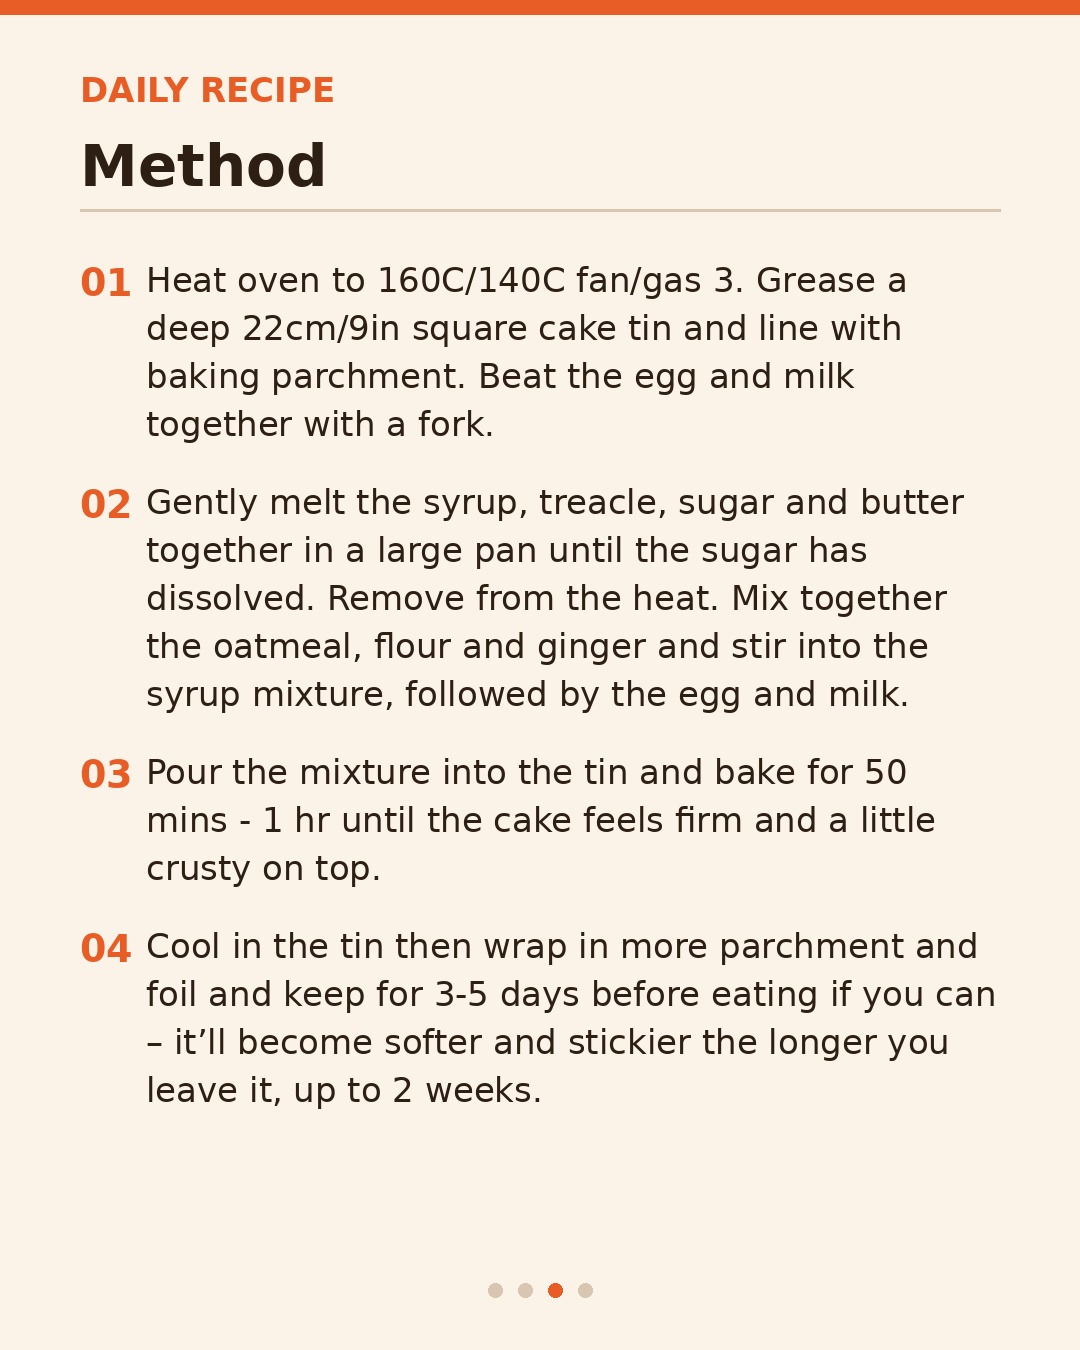 DAILY RECIPE
Method
01 Heat oven to 160C/140C fan/gas 3. Grease a
deep 22cm/9in square cake tin and line with
baking parchment. Beat the egg and milk
together with a fork.
02 Gently melt the syrup, treacle, sugar and butter
together in a large pan until the sugar has
dissolved. Remove from the heat. Mix together
the oatmeal, flour and ginger and stir into the
syrup mixture, followed by the egg and milk.
03 Pour the mixture into the tin and bake for 50
mins - 1 hr until the cake feels firm and a little
crusty on top.
04 Cool in the tin then wrap in more parchment and
foil and keep for 3-5 days before eating if you can
– it’ll become softer and stickier the longer you
leave it, up to 2 weeks.